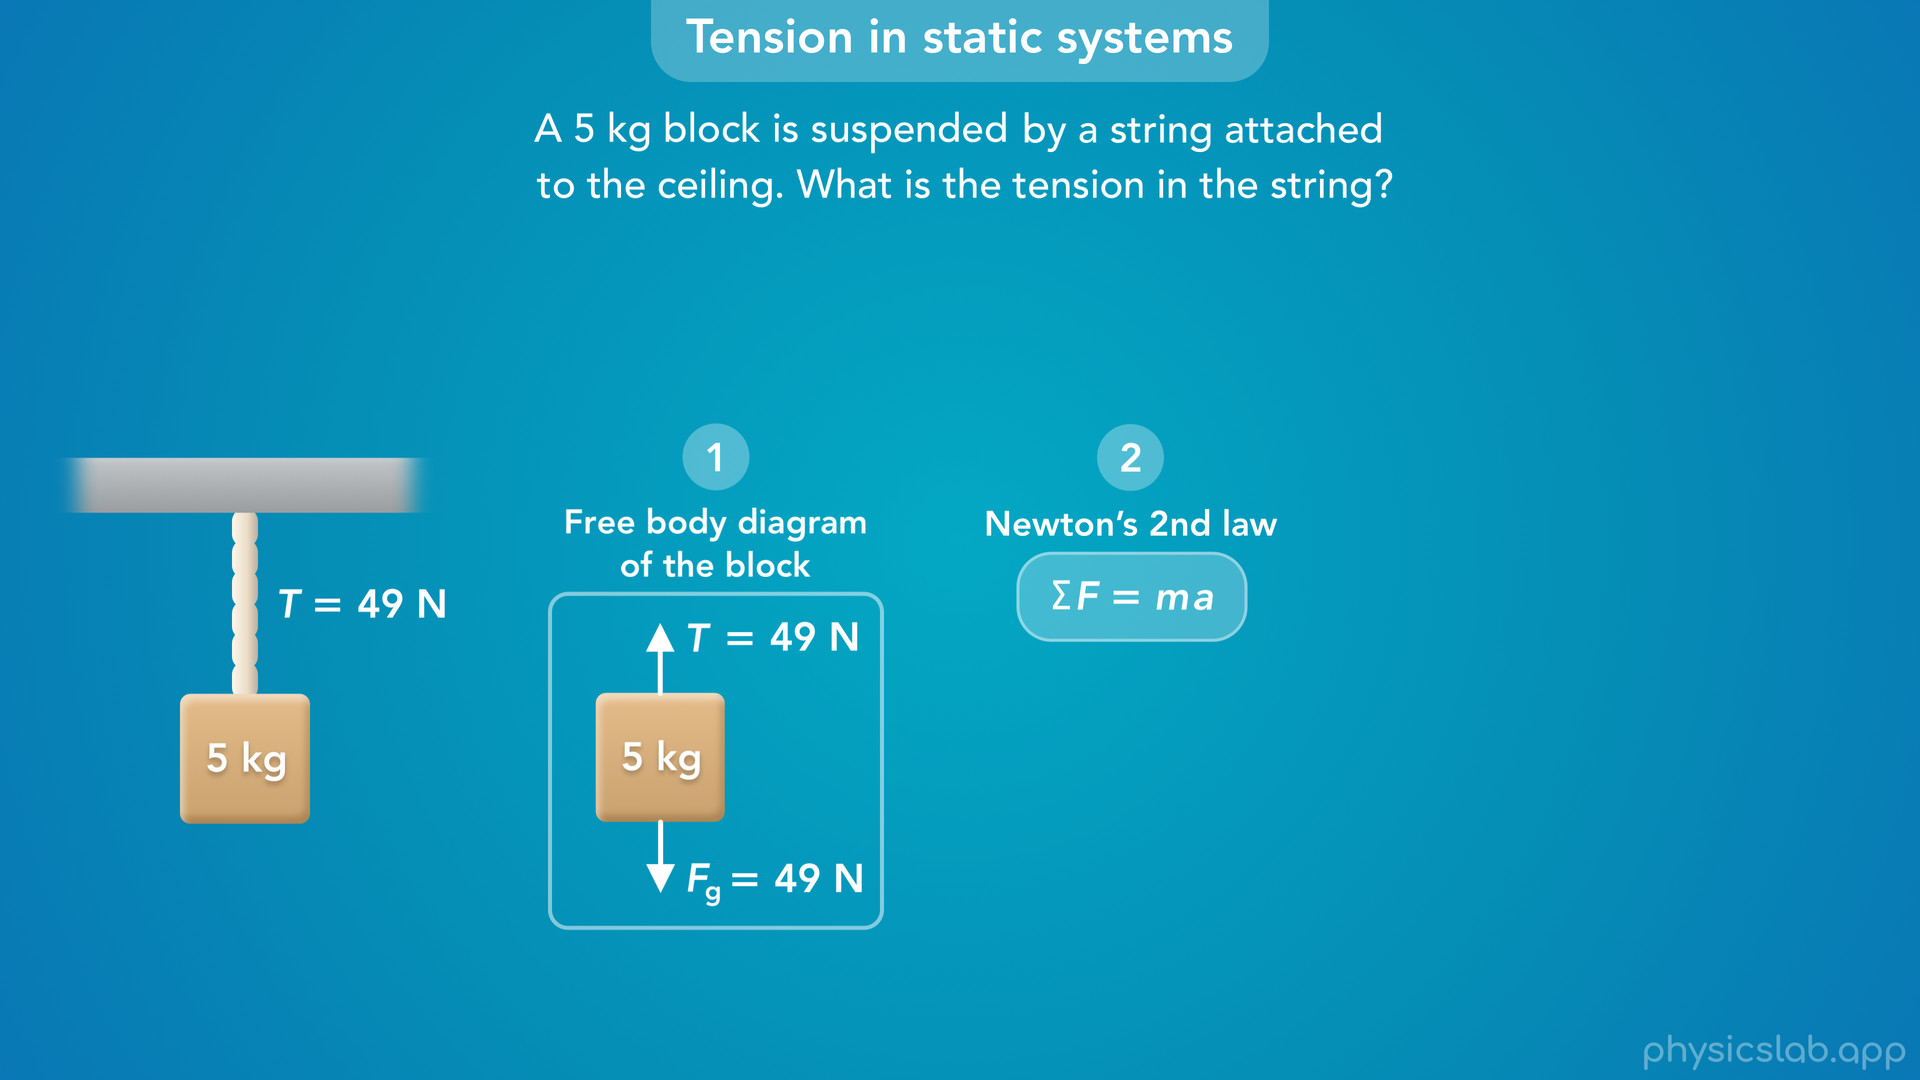 Tension in static systems
A 5 kg block is suspended by a string attached
to the ceiling. What is the tension in the string?
T = 49 N
5 kg
1
Free body diagram
of the block
T = 49 N
5 kg
Fg = 49 N
2
Newton’s 2nd law
ΣF = ma
physicslab.app